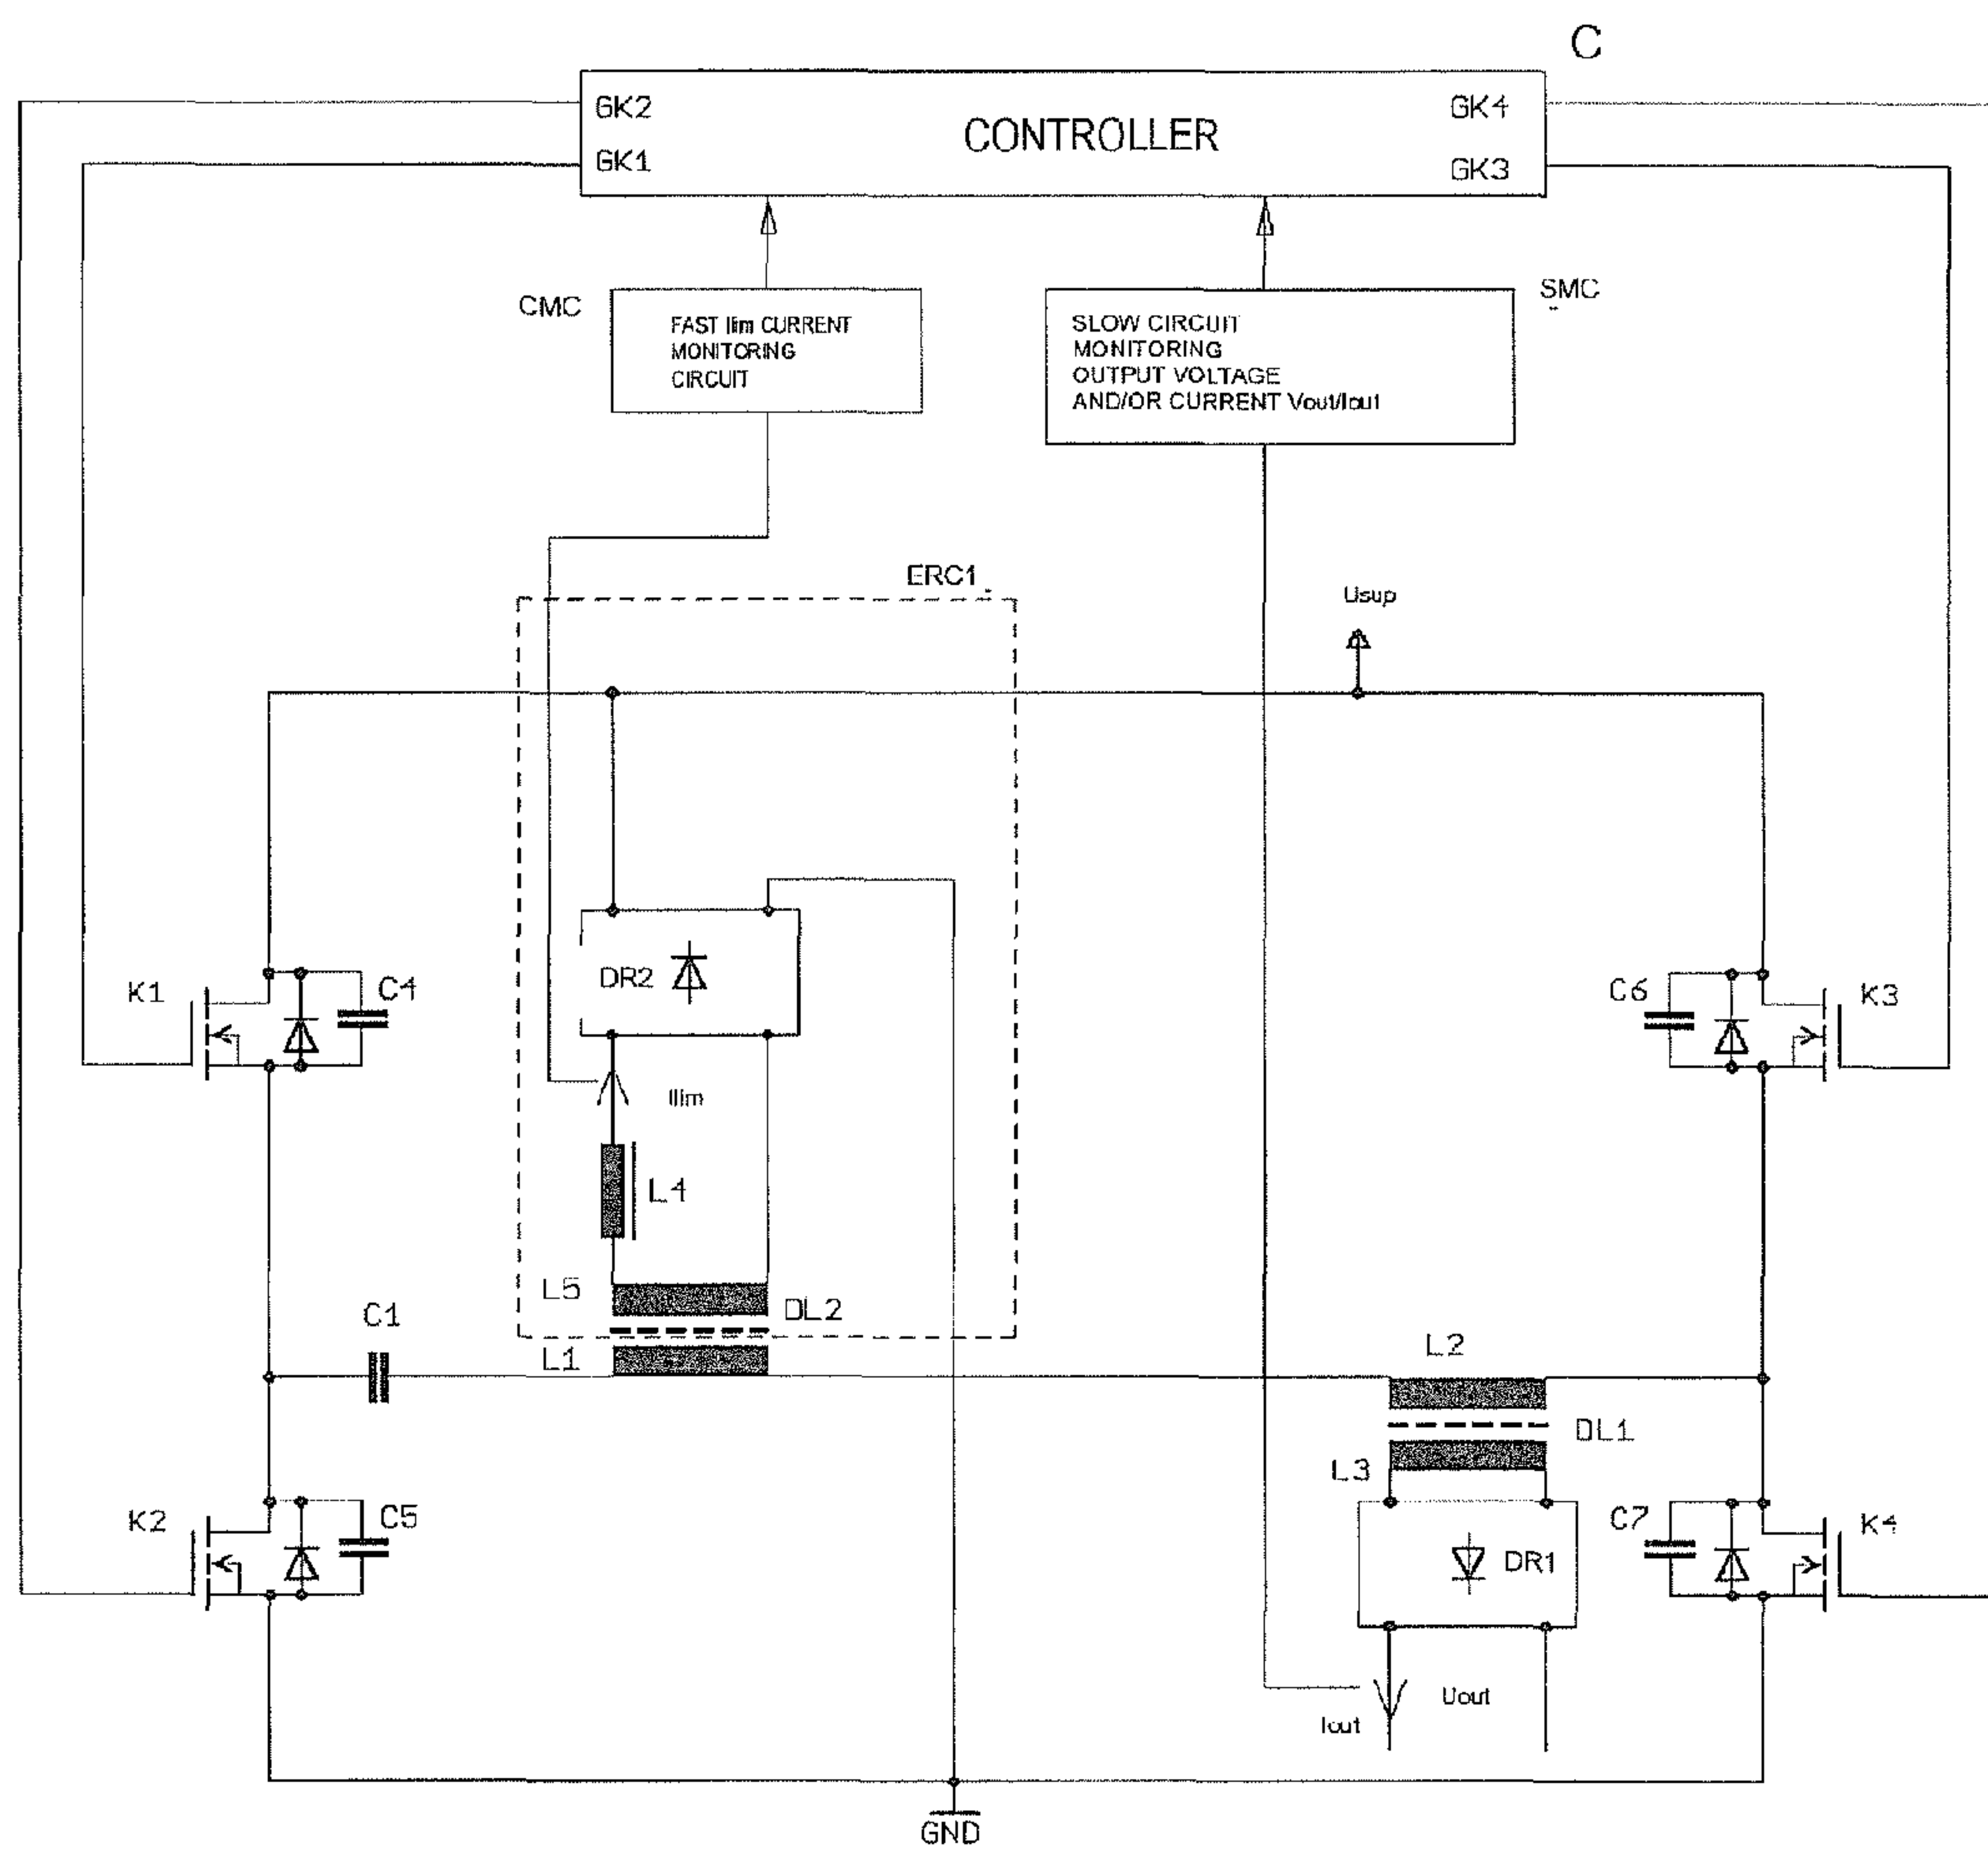 C
GK2
GK4
CONTROLLER
GK1
GK3
CMC
FAST Ilim CURRENT
MONITORING
CIRCUIT
SMC
SLOW CIRCUIT
MONITORING
OUTPUT VOLTAGE
AND/OR CURRENT Vout/Iout
ERC1
Usup
K1
C4
DR2
C6
K3
Ilim
L4
L5
DL2
C1
L1
L2
DL1
L3
K2
C5
C7
K4
DR1
Uout
Iout
GND